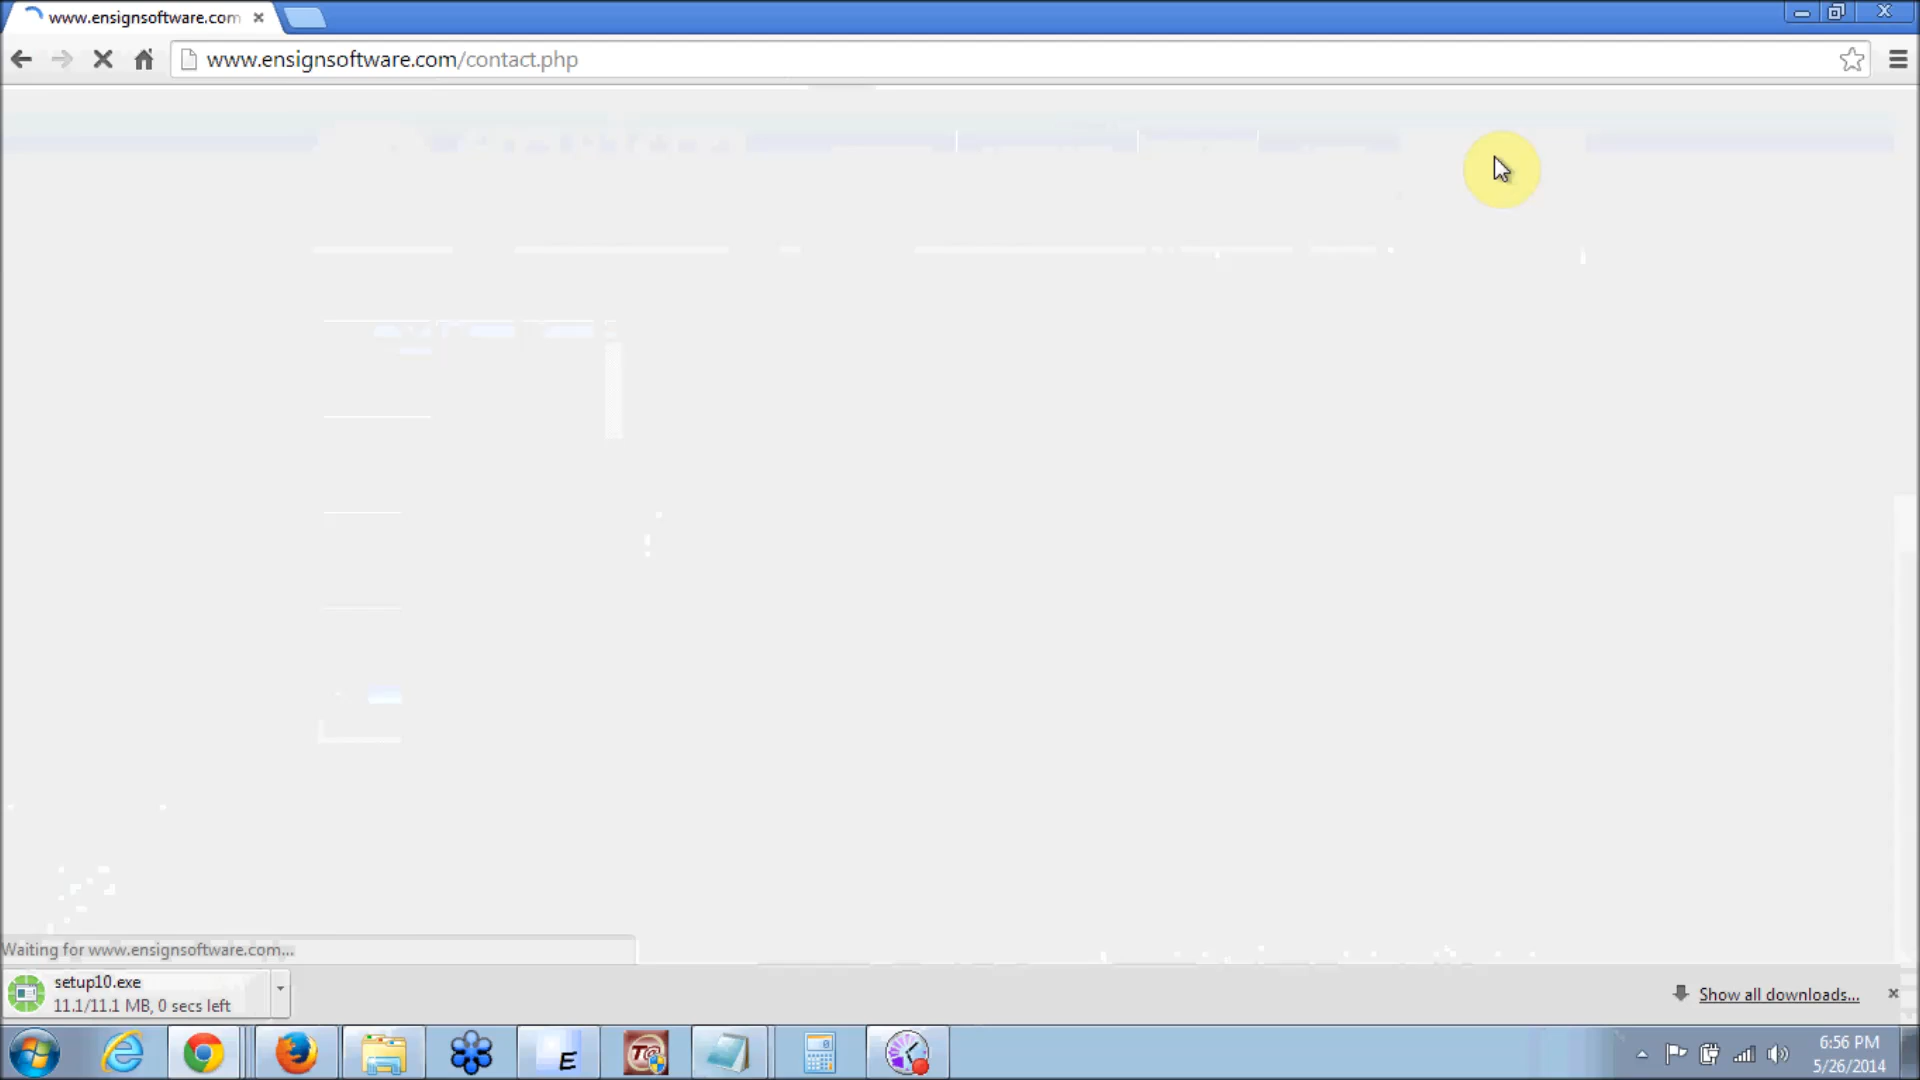 www.ensignsoftware.com
www.ensignsoftware.com/contact.php
Waiting for www.ensignsoftware.com...
setup10.exe
11.1/11.1 MB, 0 secs left
Show all downloads...
E
T@
6:56 PM
5/26/2014